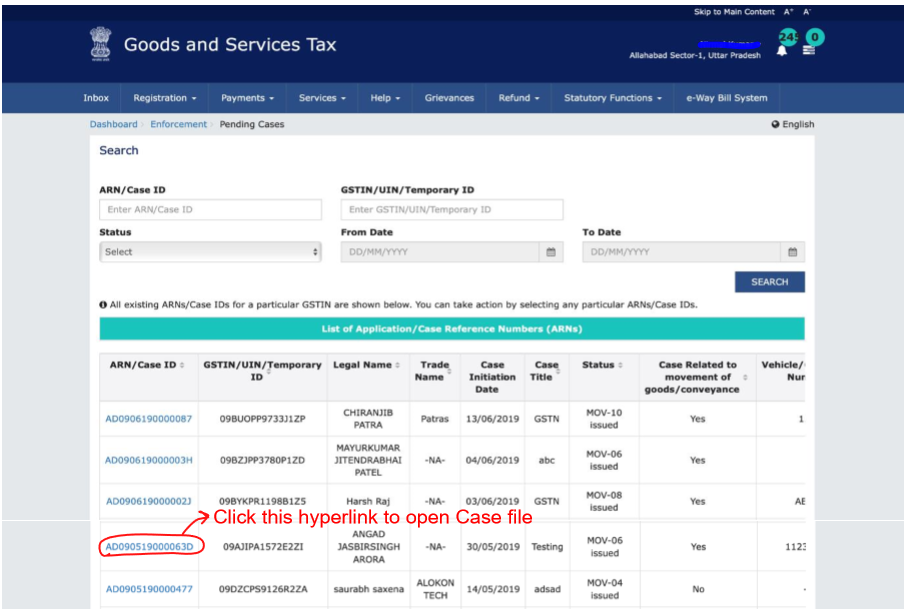 Skip to Main Content A+ A-
Goods and Services Tax
0
Allahabad Sector-1, Uttar Pradesh
Inbox Registration Payments Services Help Grievances Refund Statutory Functions e-Way Bill System
Dashboard Enforcement Pending Cases English
Search
ARN/Case ID GSTIN/UIN/Temporary ID
Enter ARN/Case ID Enter GSTIN/UIN/Temporary ID
Status From Date To Date
Select DD/MM/YYYY DD/MM/YYYY
SEARCH
All existing ARNs/Case IDs for a particular GSTIN are shown below. You can take action by selecting any particular ARNs/Case IDs.
List of Application/Case Reference Numbers (ARNs)
ARN/Case ID GSTIN/UIN/Temporary Legal Name Trade Case Case Status Case Related to Vehicle/
ID Name Initiation Title movement of Nur
Date goods/conveyance
AD0906190000087 09BUOPP9733J1ZP CHIRANJIB Patras 13/06/2019 GSTN MOV-10 Yes 1
PATRA issued
MAYURKUMAR
AD090619000003H 09BZJPP3780P1ZD JITENDRABHAI -NA- 04/06/2019 abc MOV-06 Yes
PATEL issued
AD090619000002J 09BYKPR1198B1Z5 Harsh Raj -NA- 03/06/2019 GSTN MOV-08 Yes AE
issued
Click this hyperlink to open Case file
ANGAD
AD090519000063D 09AJIPA1572E2ZI JASBIRSINGH -NA- 30/05/2019 Testing MOV-06 Yes 1123
ARORA issued
AD0905190000477 09DZCPS9126R2ZA saurabh saxena ALOKON 14/05/2019 adsad MOV-04 No
TECH issued